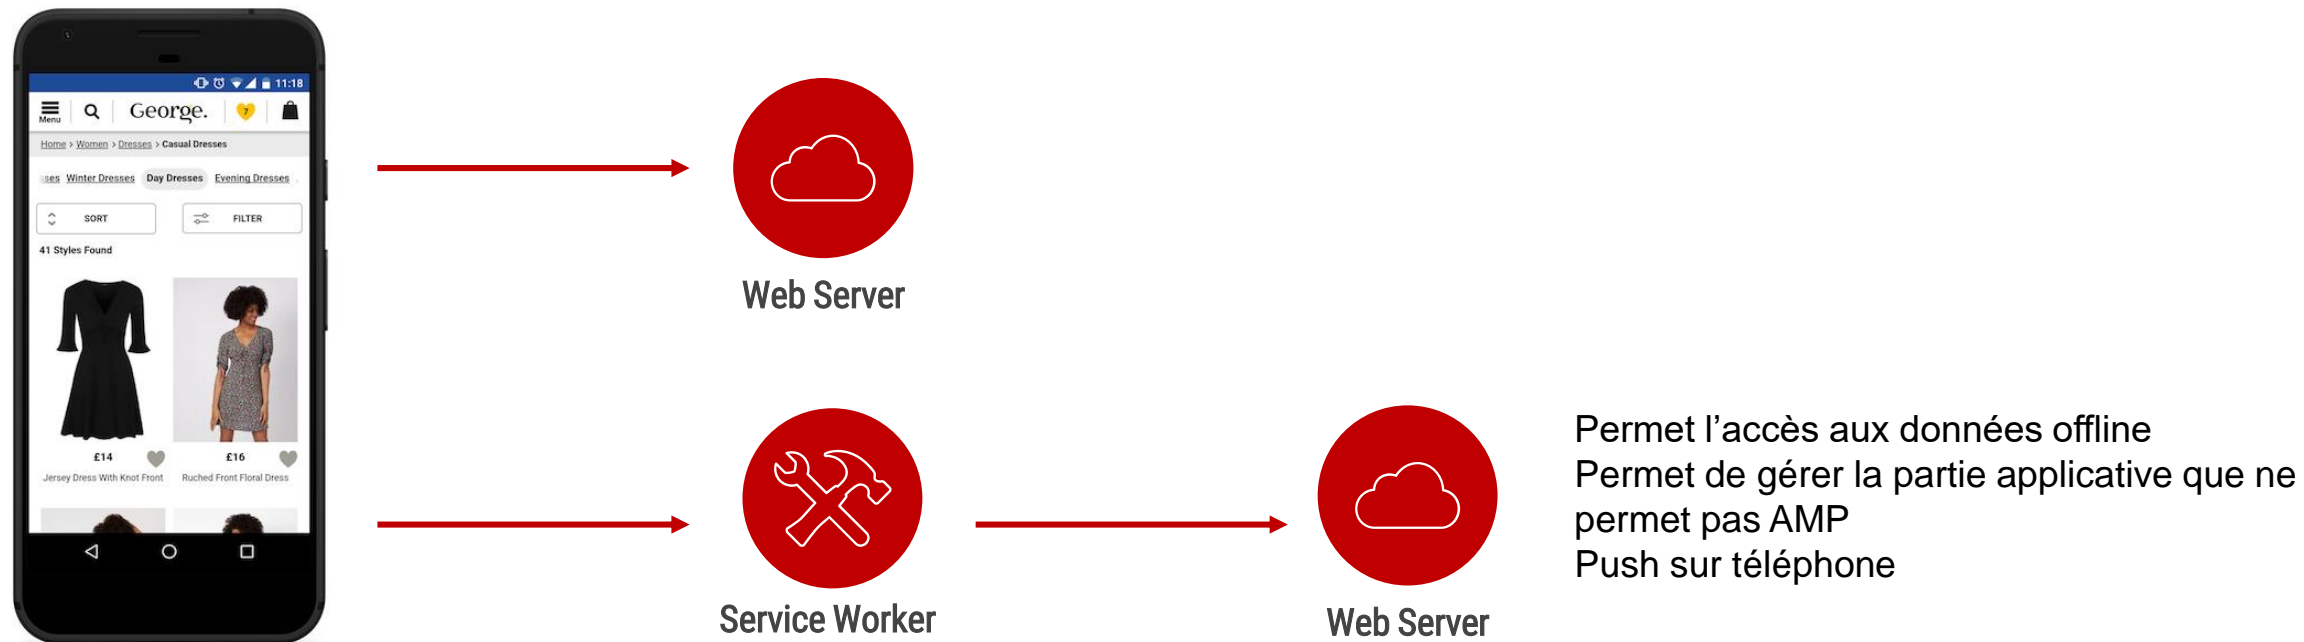 11:18
Menu
George.
7
Home > Women > Dresses > Casual Dresses
sses Winter Dresses Day Dresses Evening Dresses
SORT
FILTER
41 Styles Found
£14
£16
Jersey Dress With Knot Front
Ruched Front Floral Dress
Web Server
Service Worker
Web Server
Permet l’accès aux données offline
Permet de gérer la partie applicative que ne
permet pas AMP
Push sur téléphone